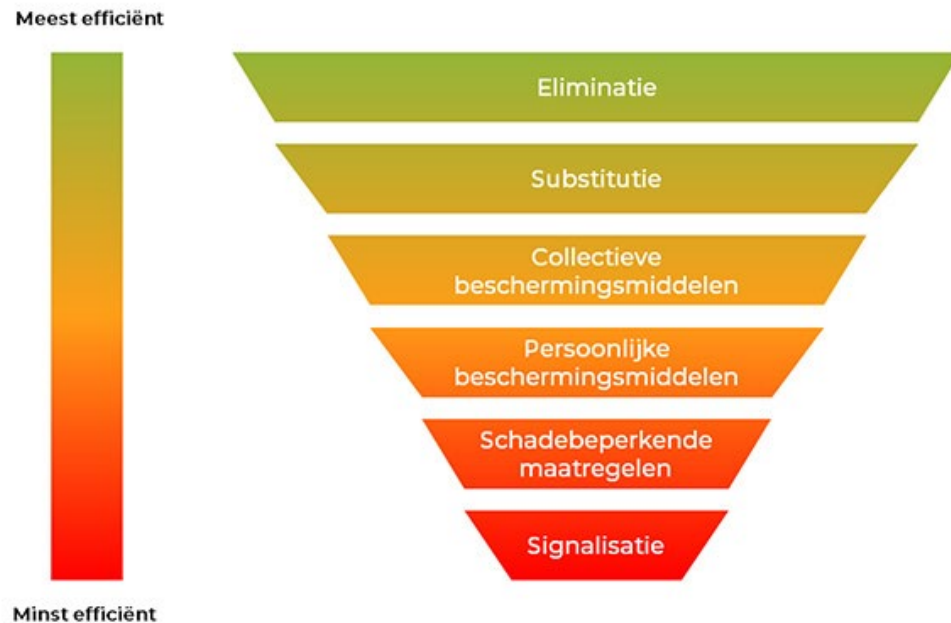 Meest efficiënt
Eliminatie
Substitutie
Collectieve
beschermingsmiddelen
Persoonlijke
beschermingsmiddelen
Schadebeperkende
maatregelen
Signalisatie
Minst efficiënt